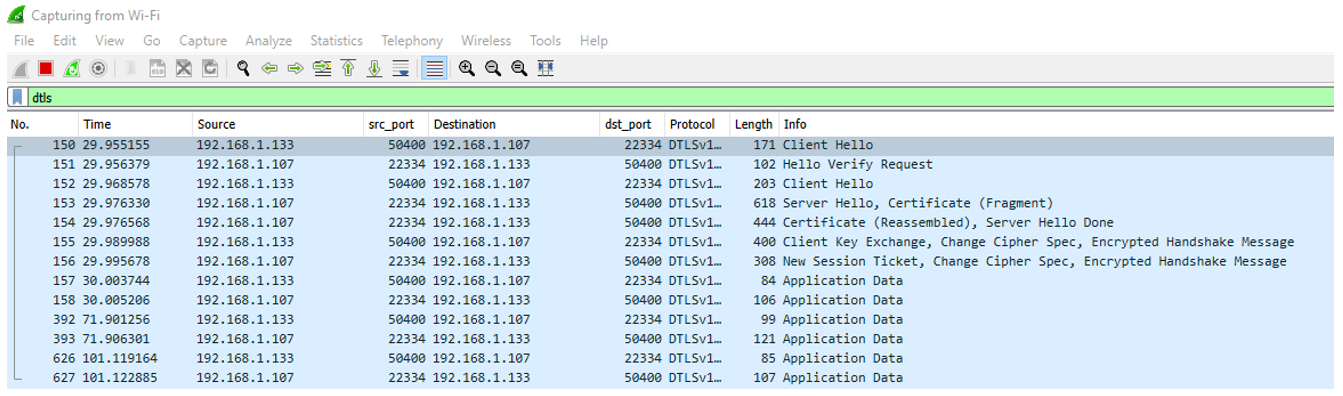 Capturing from Wi-Fi
File Edit View Go Capture Analyze Statistics Telephony Wireless Tools Help
dtls
No. Time Source src_port Destination dst_port Protocol Length Info
150 29.955155 192.168.1.133 50400 192.168.1.107 22334 DTLSv1… 171 Client Hello
151 29.956379 192.168.1.107 22334 192.168.1.133 50400 DTLSv1… 102 Hello Verify Request
152 29.968578 192.168.1.133 50400 192.168.1.107 22334 DTLSv1… 203 Client Hello
153 29.976330 192.168.1.107 22334 192.168.1.133 50400 DTLSv1… 618 Server Hello, Certificate (Fragment)
154 29.976568 192.168.1.107 22334 192.168.1.133 50400 DTLSv1… 444 Certificate (Reassembled), Server Hello Done
155 29.989988 192.168.1.133 50400 192.168.1.107 22334 DTLSv1… 400 Client Key Exchange, Change Cipher Spec, Encrypted Handshake Message
156 29.995678 192.168.1.107 22334 192.168.1.133 50400 DTLSv1… 308 New Session Ticket, Change Cipher Spec, Encrypted Handshake Message
157 30.003744 192.168.1.133 50400 192.168.1.107 22334 DTLSv1… 84 Application Data
158 30.005206 192.168.1.107 22334 192.168.1.133 50400 DTLSv1… 106 Application Data
392 71.901256 192.168.1.133 50400 192.168.1.107 22334 DTLSv1… 99 Application Data
393 71.906301 192.168.1.107 22334 192.168.1.133 50400 DTLSv1… 121 Application Data
626 101.119164 192.168.1.133 50400 192.168.1.107 22334 DTLSv1… 85 Application Data
627 101.122885 192.168.1.107 22334 192.168.1.133 50400 DTLSv1… 107 Application Data